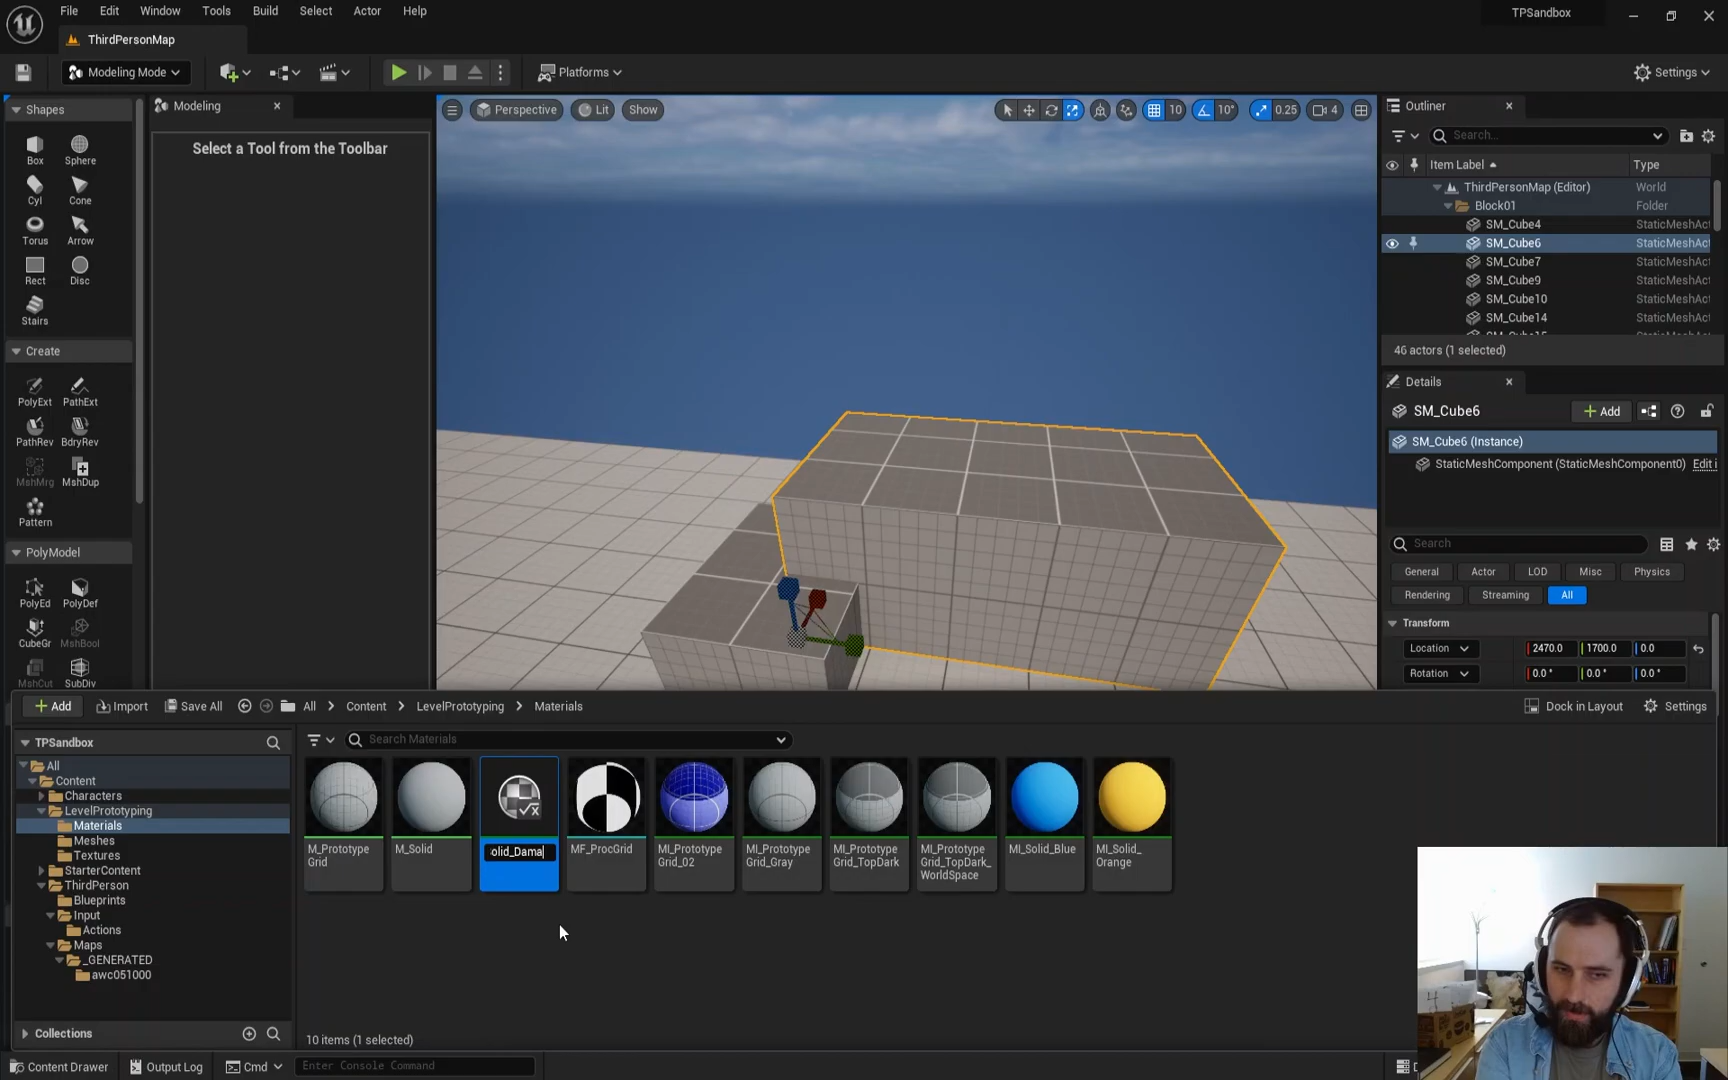 File Edit Window Tools Build Select Actor Help
TPSandbox
ThirdPersonMap
Modeling Mode
Platforms
Settings
Shapes
Box Sphere
Cyl Cone
Torus Arrow
Rect Disc
Stairs
Create
PolyExt PathExt
PathRev BdryRev
MshMrg MshDup
Pattern
PolyModel
PolyEd PolyDef
CubeGr MshBool
MshCut SubDiv
Modeling
Select a Tool from the Toolbar
Perspective Lit Show
10 10° 0.25 4
Outliner
Search...
Item Label Type
ThirdPersonMap (Editor) World
Block01 Folder
SM_Cube4 StaticMeshAct
SM_Cube6 StaticMeshAct
SM_Cube7 StaticMeshAct
SM_Cube9 StaticMeshAct
SM_Cube10 StaticMeshAct
SM_Cube14 StaticMeshAct
46 actors (1 selected)
Details
SM_Cube6
Add
SM_Cube6 (Instance)
StaticMeshComponent (StaticMeshComponent0) Edit i
Search
General Actor LOD Misc Physics
Rendering Streaming All
Transform
Location 2470.0 1700.0 0.0
Rotation 0.0° 0.0° 0.0°
Add Import Save All All > Content > LevelPrototyping > Materials
Dock in Layout Settings
TPSandbox
All
Content
Characters
LevelPrototyping
Materials
Meshes
Textures
StarterContent
ThirdPerson
Blueprints
Input
Actions
Maps
_GENERATED
awc051000
Collections
Search Materials
M_Prototype
Grid
M_Solid
olid_Dama
MF_ProcGrid
MI_Prototype
Grid_02
MI_Prototype
Grid_Gray
MI_Prototype
Grid_TopDark
MI_Prototype
Grid_TopDark_
WorldSpace
MI_Solid_Blue
MI_Solid_
Orange
10 items (1 selected)
Content Drawer Output Log Cmd Enter Console Command